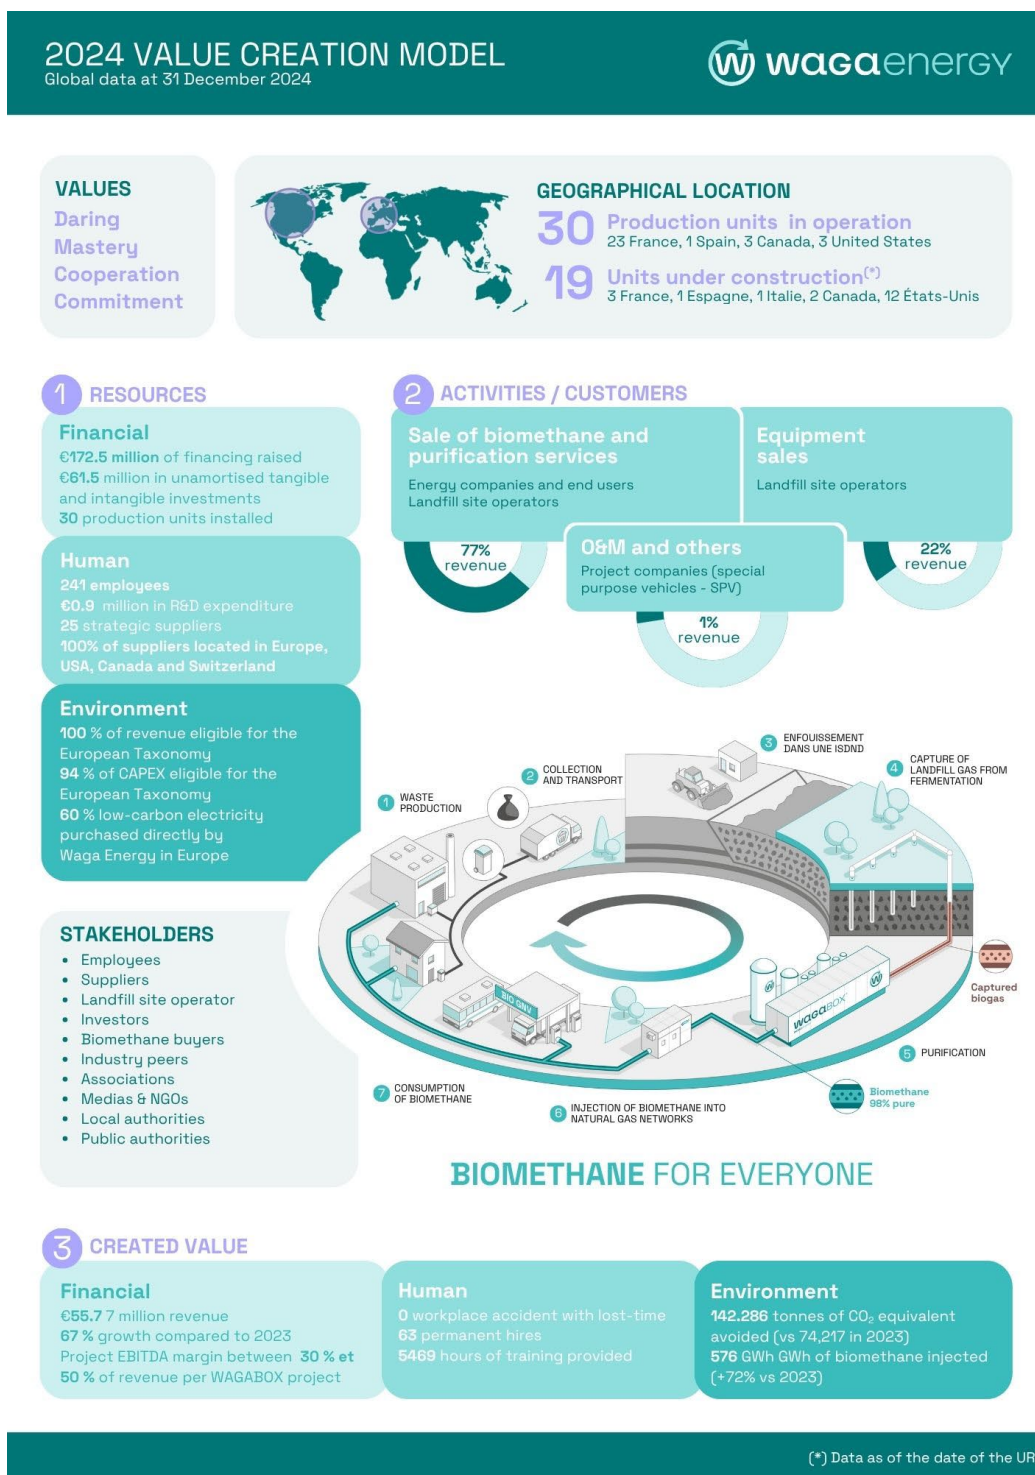 2024 VALUE CREATION MODEL
Global data at 31 December 2024
W wagaenergy
VALUES
Daring
Mastery
Cooperation
Commitment
GEOGRAPHICAL LOCATION
30 Production units in operation
23 France, 1 Spain, 3 Canada, 3 United States
19 Units under construction(*)
3 France, 1 Espagne, 1 Italie, 2 Canada, 12 États-Unis
1 RESOURCES
Financial
€172.5 million of financing raised
€61.5 million in unamortised tangible
and intangible investments
30 production units installed
Human
241 employees
€0.9 million in R&D expenditure
25 strategic suppliers
100% of suppliers located in Europe,
USA, Canada and Switzerland
Environment
100 % of revenue eligible for the
European Taxonomy
94 % of CAPEX eligible for the
European Taxonomy
60 % low-carbon electricity
purchased directly by
Waga Energy in Europe
STAKEHOLDERS
• Employees
• Suppliers
• Landfill site operator
• Investors
• Biomethane buyers
• Industry peers
• Associations
• Medias & NGOs
• Local authorities
• Public authorities
2 ACTIVITIES / CUSTOMERS
Sale of biomethane and
purification services
Energy companies and end users
Landfill site operators
77%
revenue
Equipment
sales
Landfill site operators
22%
revenue
O&M and others
Project companies (special
purpose vehicles - SPV)
1%
revenue
1 WASTE
PRODUCTION
2 COLLECTION
AND TRANSPORT
3 ENFOUISSEMENT
DANS UNE ISDND
4 CAPTURE OF
LANDFILL GAS FROM
FERMENTATION
Captured
biogas
W
W
wagaBOX
BIO GNV
5 PURIFICATION
Biomethane
98% pure
6 INJECTION OF BIOMETHANE INTO
NATURAL GAS NETWORKS
7 CONSUMPTION
OF BIOMETHANE
BIOMETHANE FOR EVERYONE
3 CREATED VALUE
Financial
€55.7 7 million revenue
67 % growth compared to 2023
Project EBITDA margin between 30 % et
50 % of revenue per WAGABOX project
Human
0 workplace accident with lost-time
63 permanent hires
5469 hours of training provided
Environment
142.286 tonnes of CO₂ equivalent
avoided (vs 74,217 in 2023)
576 GWh GWh of biomethane injected
(+72% vs 2023)
(*) Data as of the date of the UR